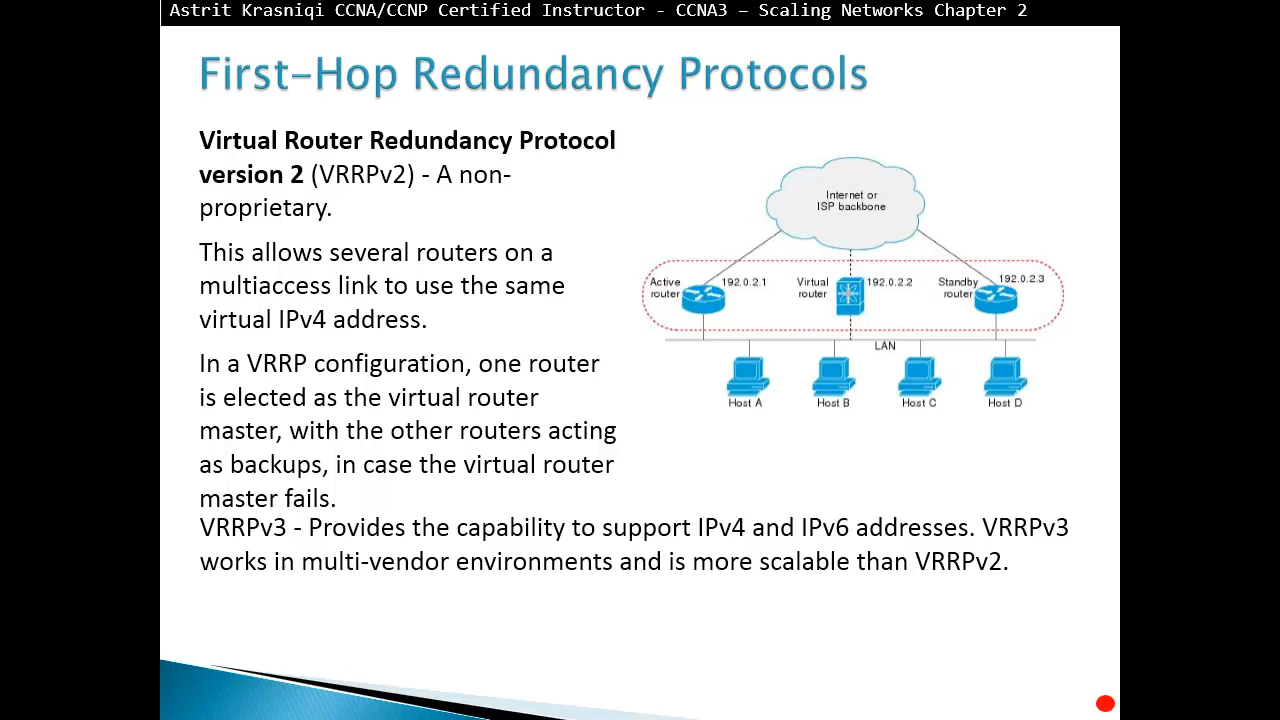 Astrit Krasniqi CCNA/CCNP Certified Instructor - CCNA3 – Scaling Networks Chapter 2
First-Hop Redundancy Protocols
Virtual Router Redundancy Protocol
version 2 (VRRPv2) - A non-
proprietary.
This allows several routers on a
multiaccess link to use the same
virtual IPv4 address.
In a VRRP configuration, one router
is elected as the virtual router
master, with the other routers acting
as backups, in case the virtual router
master fails.
VRRPv3 - Provides the capability to support IPv4 and IPv6 addresses. VRRPv3
works in multi-vendor environments and is more scalable than VRRPv2.
Internet or
ISP backbone
Active
router
192.0.2.1
Virtual
router
192.0.2.2
Standby
router
192.0.2.3
LAN
Host A
Host B
Host C
Host D